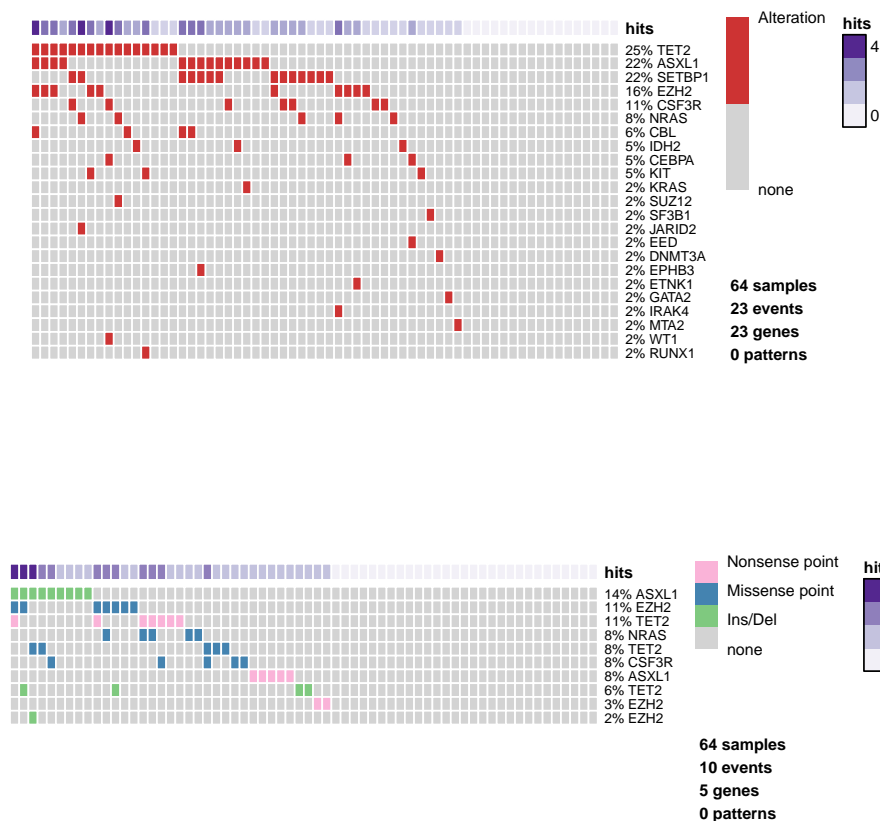 hits
25% TET2
22% ASXL1
22% SETBP1
16% EZH2
11% CSF3R
8% NRAS
6% CBL
5% IDH2
5% CEBPA
5% KIT
2% KRAS
2% SUZ12
2% SF3B1
2% JARID2
2% EED
2% DNMT3A
2% EPHB3
2% ETNK1
2% GATA2
2% IRAK4
2% MTA2
2% WT1
2% RUNX1
Alteration
none
hits
4
0
64 samples
23 events
23 genes
0 patterns
hits
14% ASXL1
11% EZH2
11% TET2
8% NRAS
8% TET2
8% CSF3R
8% ASXL1
6% TET2
3% EZH2
2% EZH2
Nonsense point
Missense point
Ins/Del
none
hit
64 samples
10 events
5 genes
0 patterns